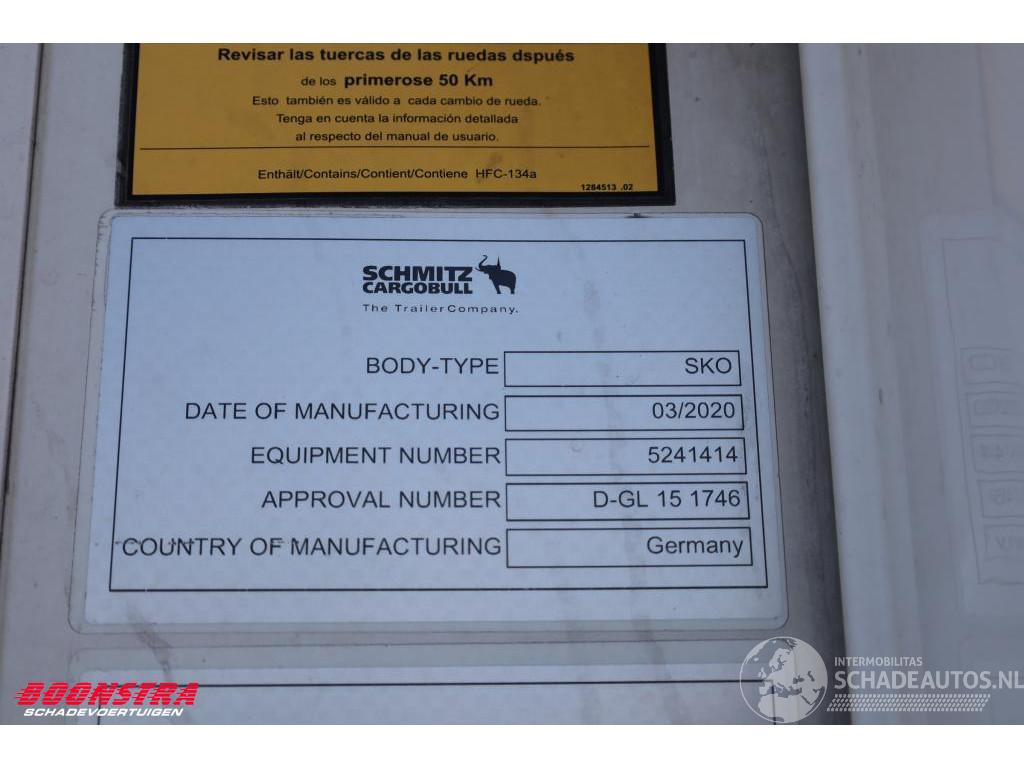 Revisar las tuercas de las ruedas dspués
de los primerose 50 Km
Esto también es válido a cada cambio de rueda.
Tenga en cuenta la información detallada
al respecto del manual de usuario.
Enthält/Contains/Contient/Contiene HFC-134a
1284513 .02
SCHMITZ
CARGOBULL
The Trailer Company.
BODY-TYPE SKO
DATE OF MANUFACTURING 03/2020
EQUIPMENT NUMBER 5241414
APPROVAL NUMBER D-GL 15 1746
COUNTRY OF MANUFACTURING Germany
BOONSTRA
SCHADEVOERTUIGEN
INTERMOBILITAS
SCHADEAUTOS.NL